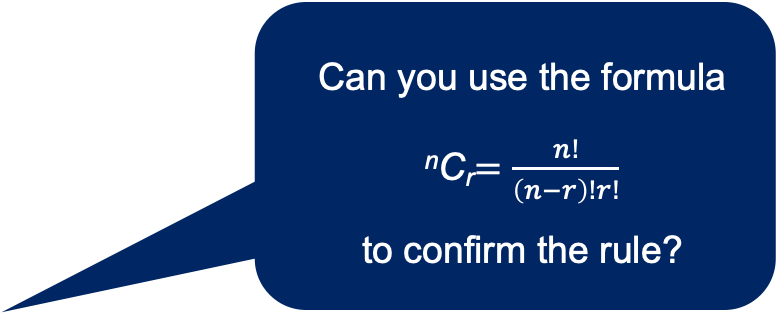 Can you use the formula
ⁿCᵣ= n!/(n−r)!r!
to confirm the rule?